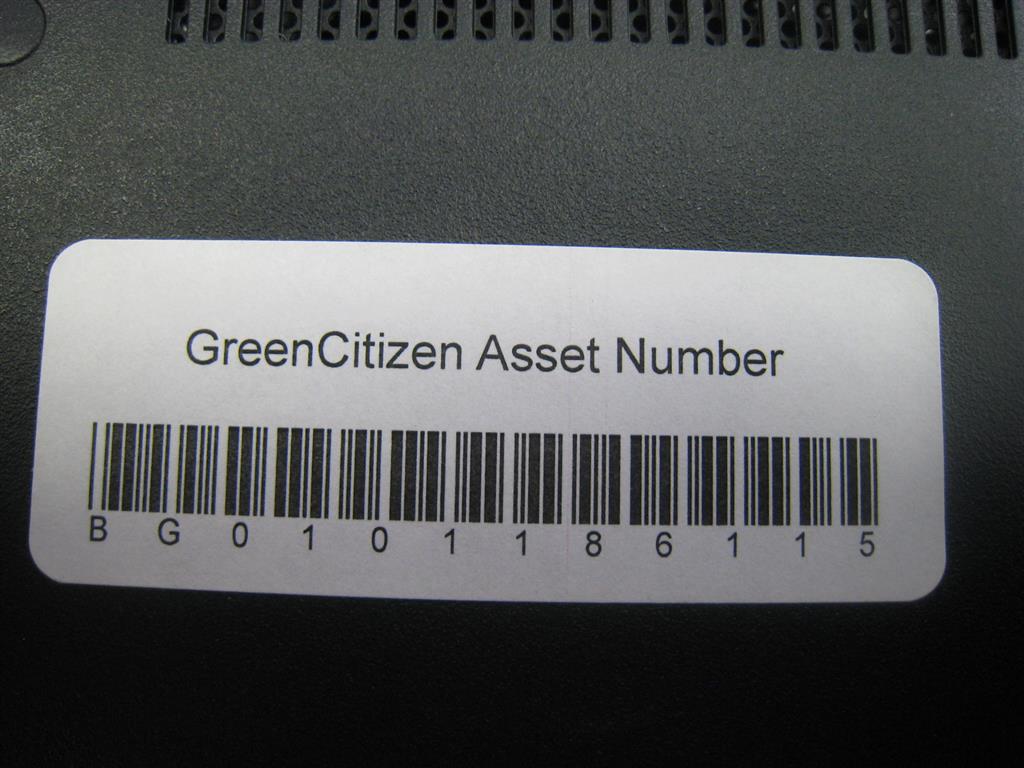 GreenCitizen Asset Number
B G 0 1 0 1 1 8 6 1 1 5